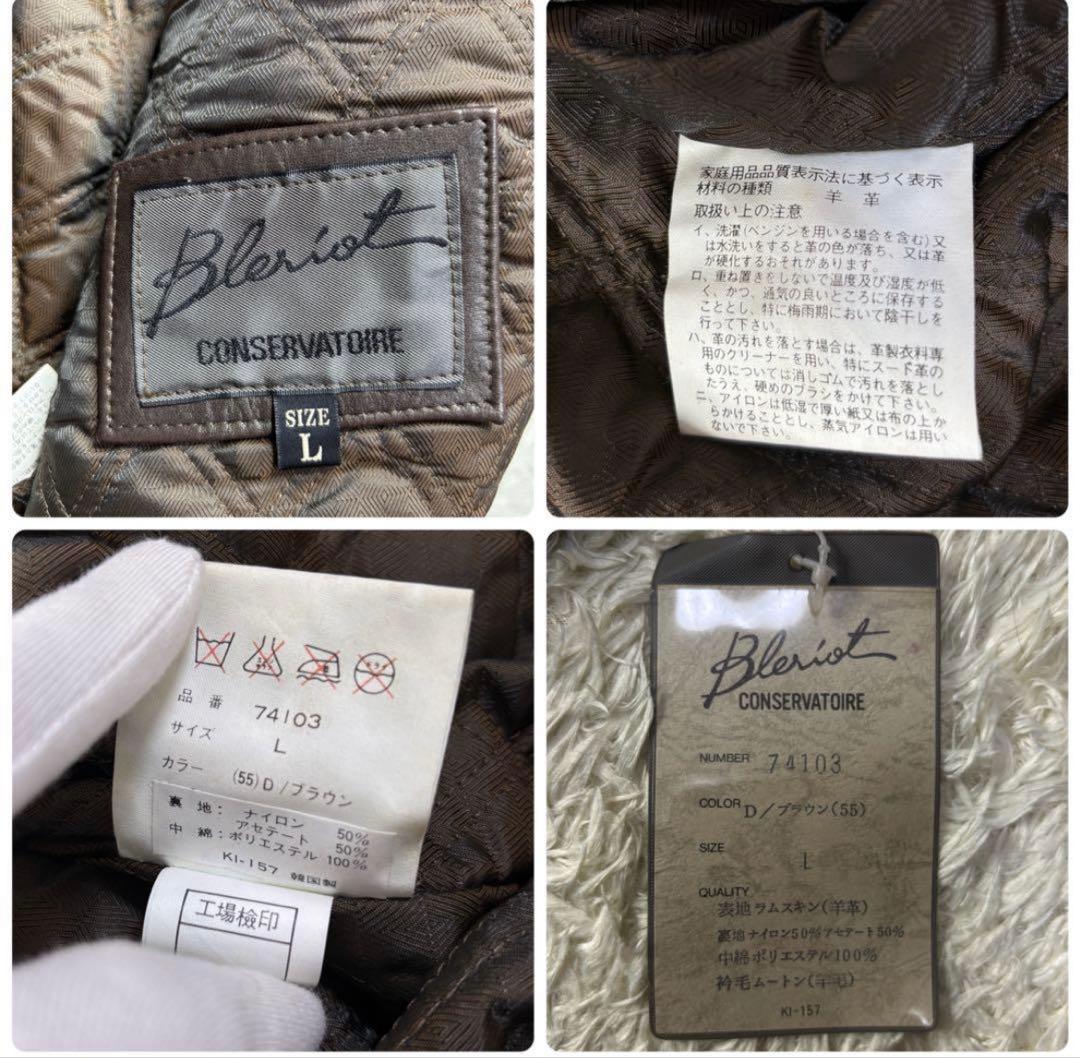 Bleriot
CONSERVATOIRE
SIZE
L
家庭用品品質表示法に基づく表示
材料の種類 羊革
取扱い上の注意
イ、洗濯(ベンジンを用いる場合を含む)又
は水洗いをすると革の色が落ち、又は革
が硬化するおそれがあります。
ロ、重ね置きをしないで温度及び湿度が低
く、かつ、通気の良いところに保存する
こととし、特に梅雨期において陰干しを
行って下さい。
ハ、革の汚れを落とす場合は、革製衣料専
用のクリーナーを用い、特にスード革の
ものについては消しゴムで汚れを落とし
たうえ、硬めのブラシをかけて下さい。
ニ、アイロンは低温で厚い紙又は布の上か
らかけることとし、蒸気アイロンは用い
ないで下さい。
品番 74103
サイズ L
カラー (55)D/ブラウン
裏地:ナイロン 50%
アセテート 50%
中綿:ポリエステル 100%
KI-157 韓国製
工場檢印
Bleriot
CONSERVATOIRE
NUMBER 74103
COLOR D/ブラウン(55)
SIZE L
QUALITY
表地ラムスキン(羊革)
裏地ナイロン50%アセテート50%
中綿ポリエステル100%
衿毛ムートン(羊毛)
KI-157